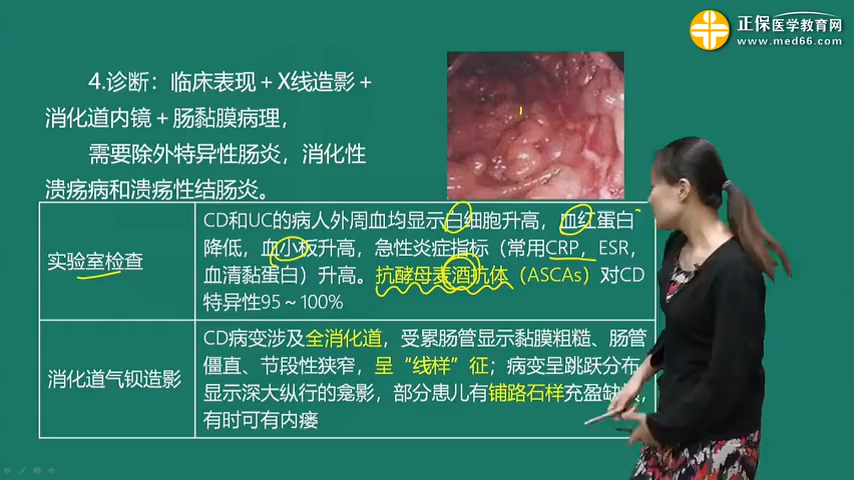 正保医学教育网
www.med66.com
4.诊断：临床表现＋X线造影＋
消化道内镜＋肠黏膜病理，
需要除外特异性肠炎，消化性
溃疡病和溃疡性结肠炎。
实验室检查
CD和UC的病人外周血均显示白细胞升高，血红蛋白
降低，血小板升高，急性炎症指标（常用CRP，ESR，
血清黏蛋白）升高。抗酵母麦酒抗体（ASCAs）对CD
特异性95～100%
消化道气钡造影
CD病变涉及全消化道，受累肠管显示黏膜粗糙、肠管
僵直、节段性狭窄，呈“线样”征；病变呈跳跃分布，
显示深大纵行的龛影，部分患儿有铺路石样充盈缺损，
有时可有内瘘